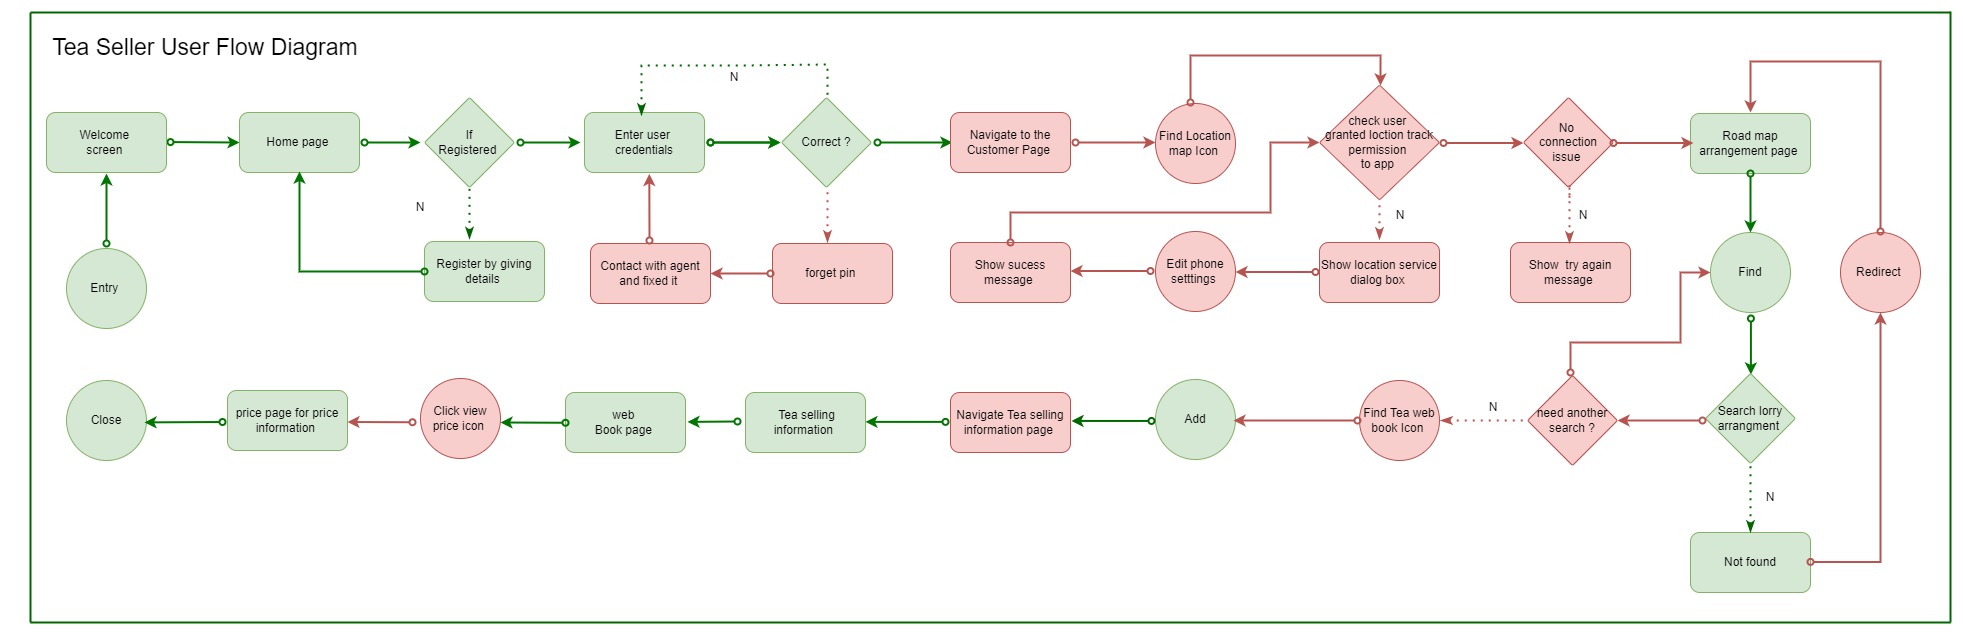 Tea Seller User Flow Diagram
N
Welcome
screen
Home page
If
Registered
Enter user
credentials
Correct ?
Navigate to the
Customer Page
Find Location
map Icon
check user
granted loction track
permission
to app
No
connection
issue
Road map
arrangement page
N
N
N
Entry
Register by giving
details
Contact with agent
and fixed it
forget pin
Show sucess
message
Edit phone
setttings
Show location service
dialog box
Show  try again
message
Find
Redirect
Close
price page for price
information
Click view
price icon
web
Book page
Tea selling
information
Navigate Tea selling
information page
Add
Find Tea web
book Icon
N
need another
search ?
Search lorry
arrangment
N
Not found